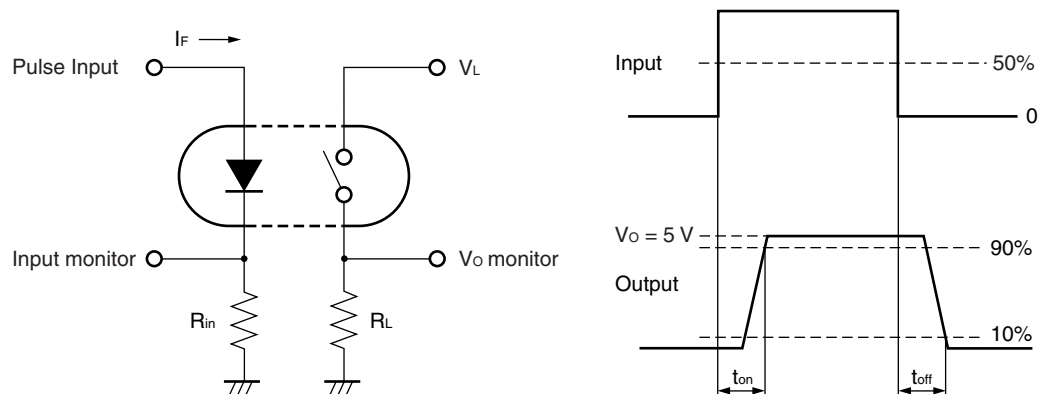 IF
Pulse Input
VL
Input monitor
VO monitor
Rin
RL
Input
50%
0
VO = 5 V
90%
Output
10%
ton
toff